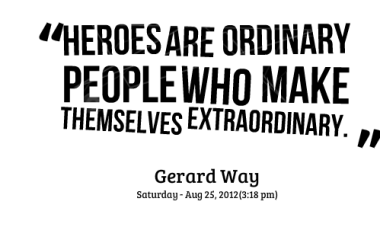 “HEROES ARE ORDINARY
PEOPLE WHO MAKE
THEMSELVES EXTRAORDINARY.”
Gerard Way
Saturday - Aug 25, 2012(3:18 pm)